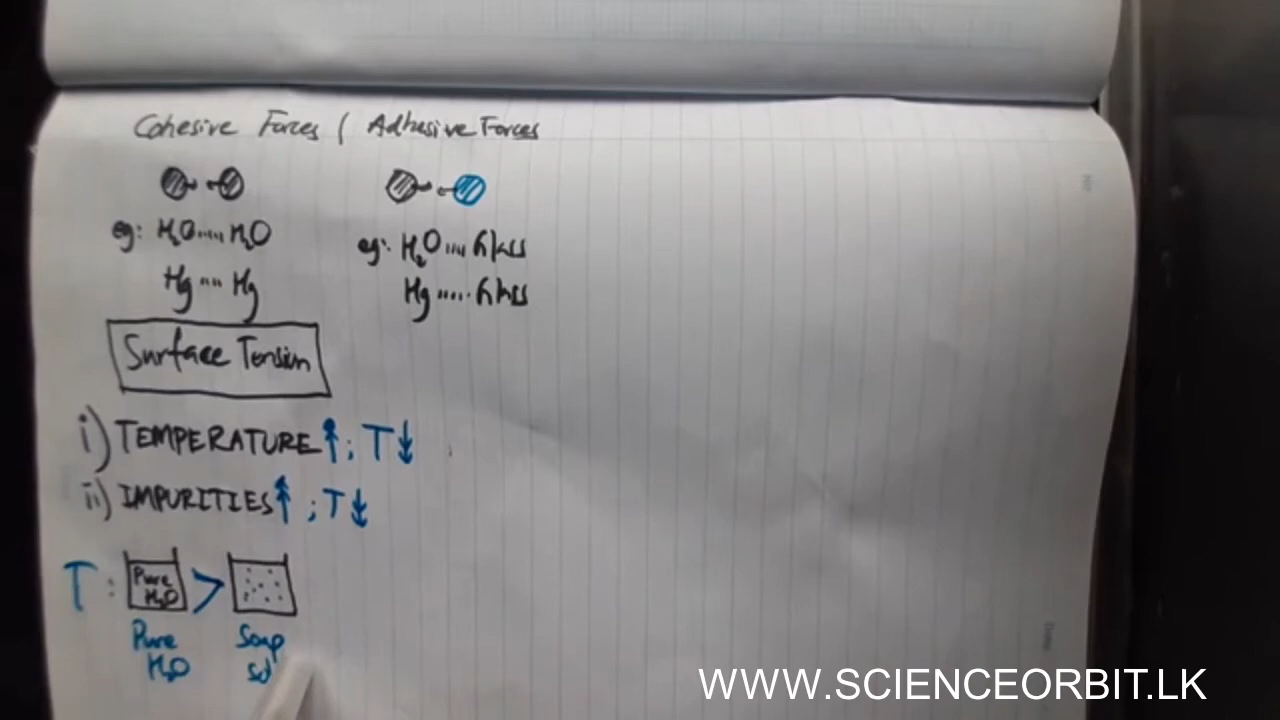 Cohesive Forces / Adhesive Forces
eg: H₂O.....H₂O
eg: H₂O.....Glass
Hg....Hg
Hg.....Glass
Surface Tension
i) TEMPERATURE↑; T↓
ii) IMPURITIES↑; T↓
T: Pure H₂O >
Pure H₂O
Soap sol
WWW.SCIENCEORBIT.LK